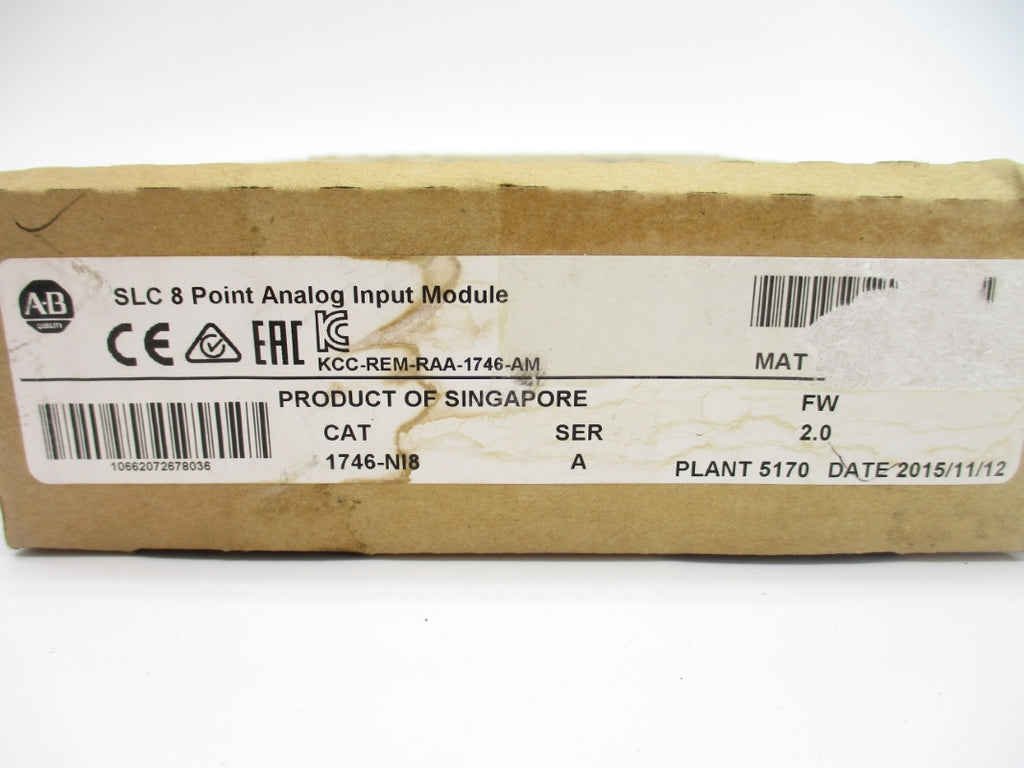 A-B
QUALITY
SLC 8 Point Analog Input Module
CE EAC KC
KCC-REM-RAA-1746-AM
MAT
PRODUCT OF SINGAPORE
FW
CAT SER 2.0
10662072678036
1746-NI8 A PLANT 5170 DATE 2015/11/12